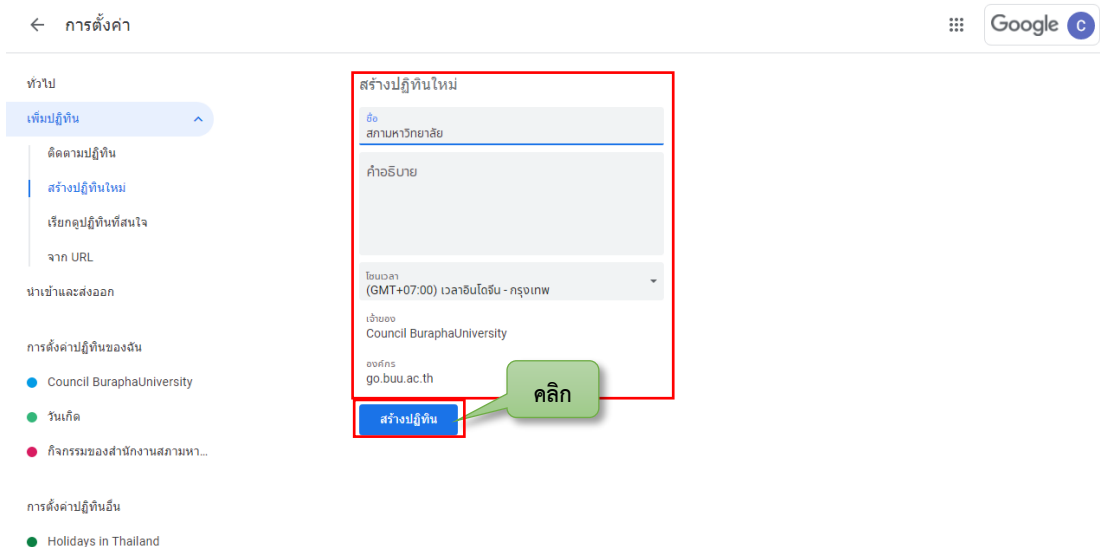 การตั้งค่า
Google C
ทั่วไป
เพิ่มปฏิทิน
ติดตามปฏิทิน
สร้างปฏิทินใหม่
เรียกดูปฏิทินที่สนใจ
จาก URL
นำเข้าและส่งออก
การตั้งค่าปฏิทินของฉัน
Council BuraphaUniversity
วันเกิด
กิจกรรมของสำนักงานสภามหา...
การตั้งค่าปฏิทินอื่น
Holidays in Thailand
สร้างปฏิทินใหม่
ชื่อ
สภามหาวิทยาลัย
คำอธิบาย
โซนเวลา
(GMT+07:00) เวลาอินโดจีน - กรุงเทพ
เจ้าของ
Council BuraphaUniversity
องค์กร
go.buu.ac.th
คลิก
สร้างปฏิทิน